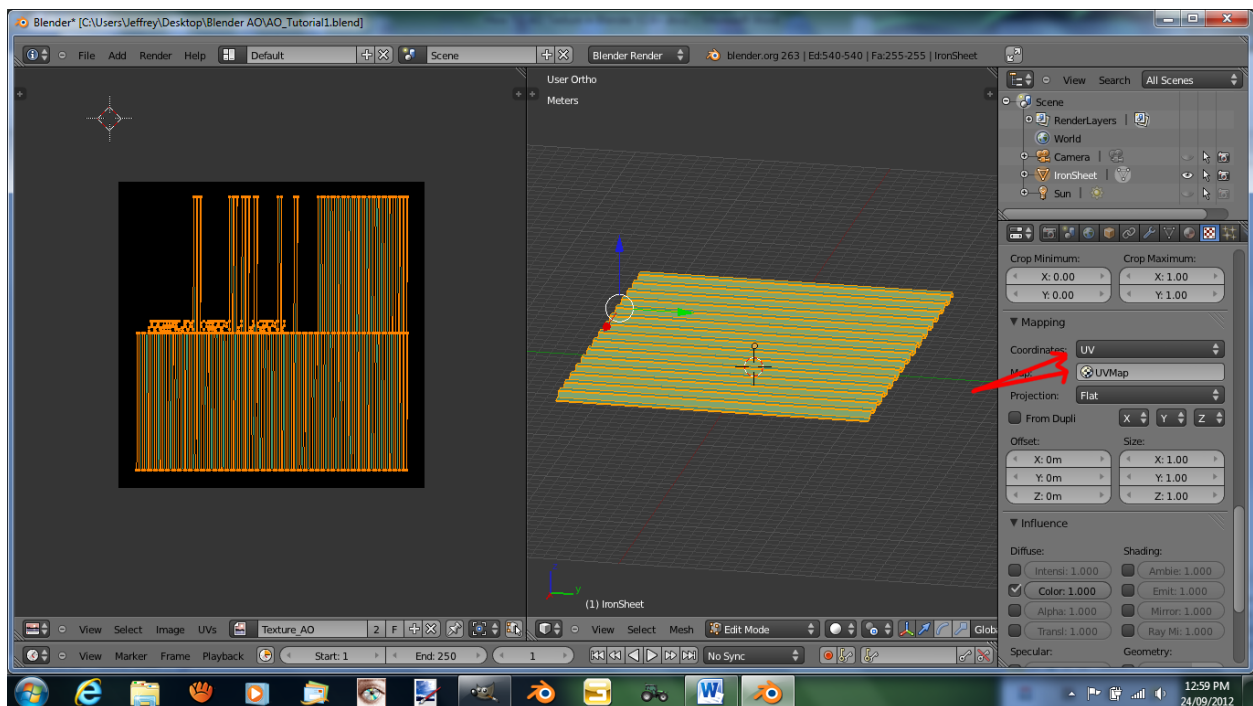 Blender* [C:\Users\Jeffrey\Desktop\Blender AO\AO_Tutorial1.blend]
File Add Render Help Default Scene Blender Render blender.org 263 | Ed:540-540 | Fa:255-255 | IronSheet
User Ortho
Meters
(1) IronSheet
z
y
View Search All Scenes
Scene
RenderLayers |
World
Camera |
IronSheet |
Sun |
Crop Minimum: Crop Maximum:
X: 0.00 X: 1.00
Y: 0.00 Y: 1.00
Mapping
Coordinates: UV
Map: UVMap
Projection: Flat
From Dupli X Y Z
Offset: Size:
X: 0m X: 1.00
Y: 0m Y: 1.00
Z: 0m Z: 1.00
Influence
Diffuse: Shading:
Intensi: 1.000 Ambie: 1.000
Color: 1.000 Emit: 1.000
Alpha: 1.000 Mirror: 1.000
Transl: 1.000 Ray Mi: 1.000
Specular: Geometry:
View Select Image UVs Texture_AO 2 F
View Select Mesh Edit Mode Globa
View Marker Frame Playback Start: 1 End: 250 1 No Sync
12:59 PM
24/09/2012